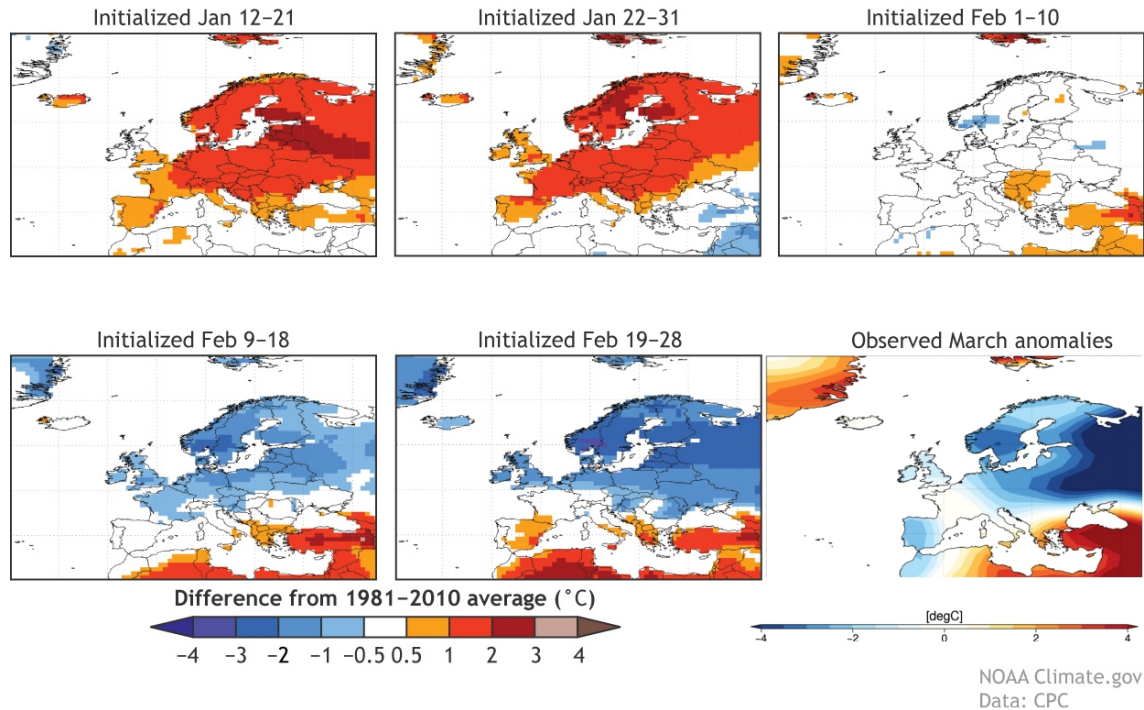 Initialized Jan 12–21
Initialized Jan 22–31
Initialized Feb 1–10
Initialized Feb 9–18
Initialized Feb 19–28
Observed March anomalies
Difference from 1981–2010 average (°C)
−4 −3 −2 −1 −0.5 0.5 1 2 3 4
[degC]
−4 −2 0 2 4
NOAA Climate.gov
Data: CPC